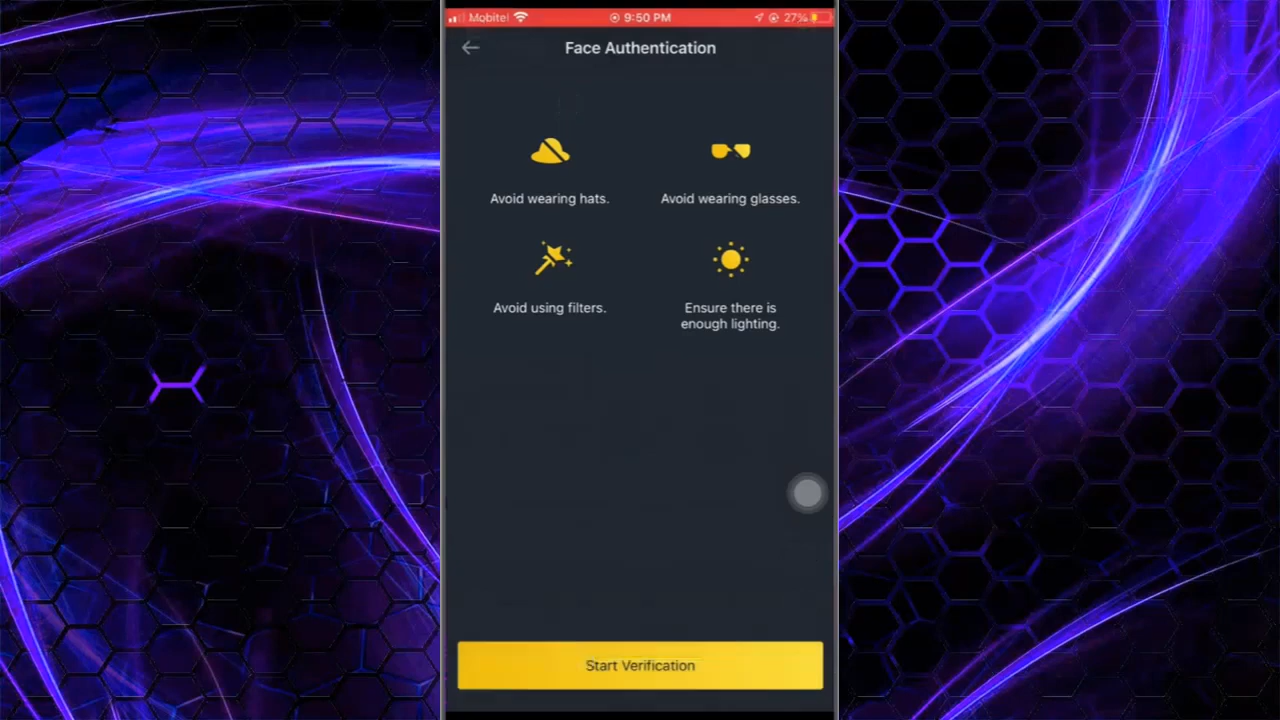 Mobitel 9:50 PM 27%
Face Authentication
Avoid wearing hats. Avoid wearing glasses.
Avoid using filters. Ensure there is
enough lighting.
Start Verification